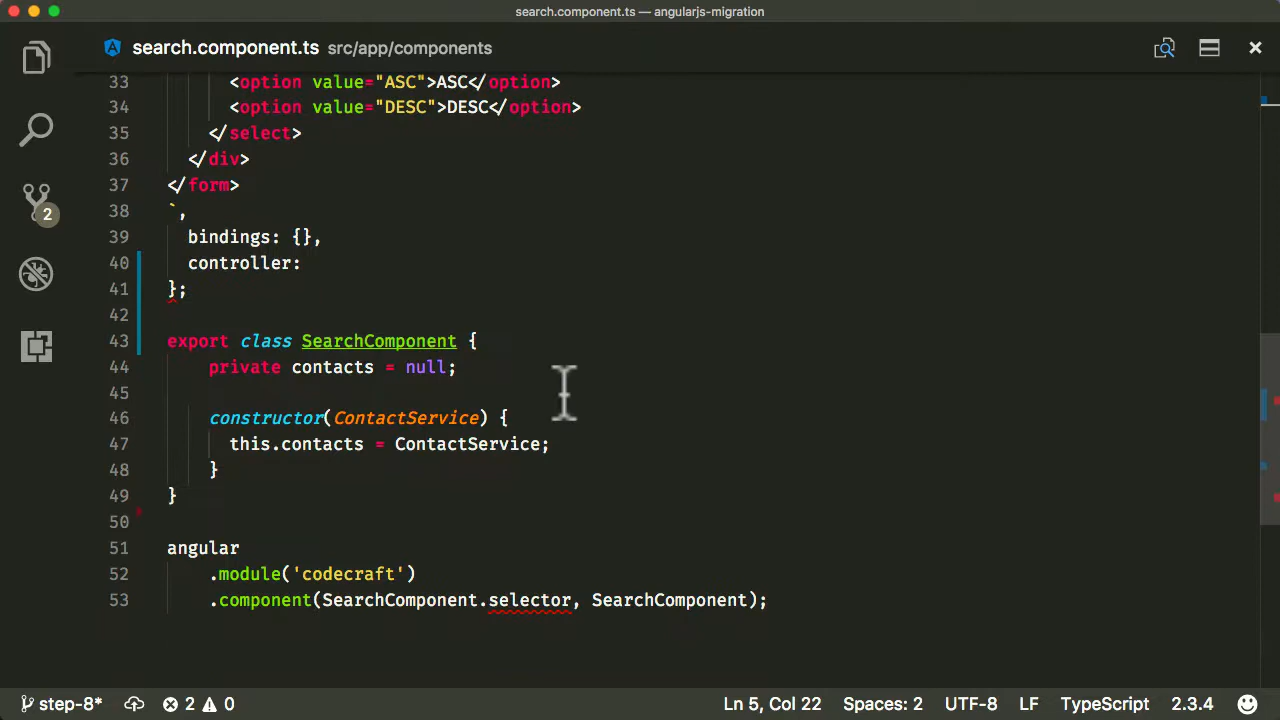 search.component.ts — angularjs-migration
search.component.ts src/app/components
33 <option value="ASC">ASC</option>
34 <option value="DESC">DESC</option>
35 </select>
36 </div>
37 </form>
38 `,
39 bindings: {},
40 controller:
41 };
42
43 export class SearchComponent {
44 private contacts = null;
45
46 constructor(ContactService) {
47 this.contacts = ContactService;
48 }
49 }
50
51 angular
52 .module('codecraft')
53 .component(SearchComponent.selector, SearchComponent);
2
step-8* 2 0 Ln 5, Col 22 Spaces: 2 UTF-8 LF TypeScript 2.3.4